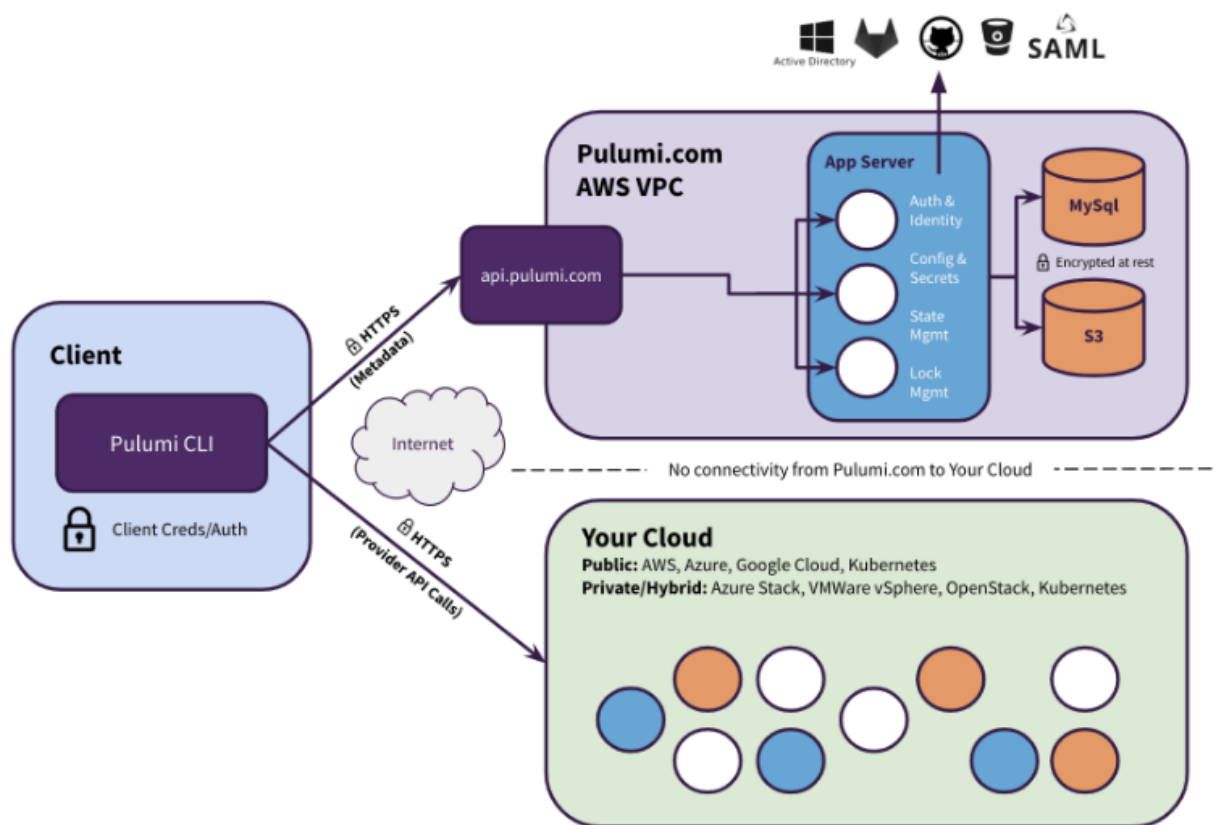 Active Directory
SAML
Pulumi.com
AWS VPC
App Server
Auth &
Identity
Config &
Secrets
State
Mgmt
Lock
Mgmt
MySql
Encrypted at rest
S3
api.pulumi.com
Client
Pulumi CLI
Client Creds/Auth
HTTPS
(Metadata)
Internet
HTTPS
(Provider API Calls)
No connectivity from Pulumi.com to Your Cloud
Your Cloud
Public: AWS, Azure, Google Cloud, Kubernetes
Private/Hybrid: Azure Stack, VMWare vSphere, OpenStack, Kubernetes